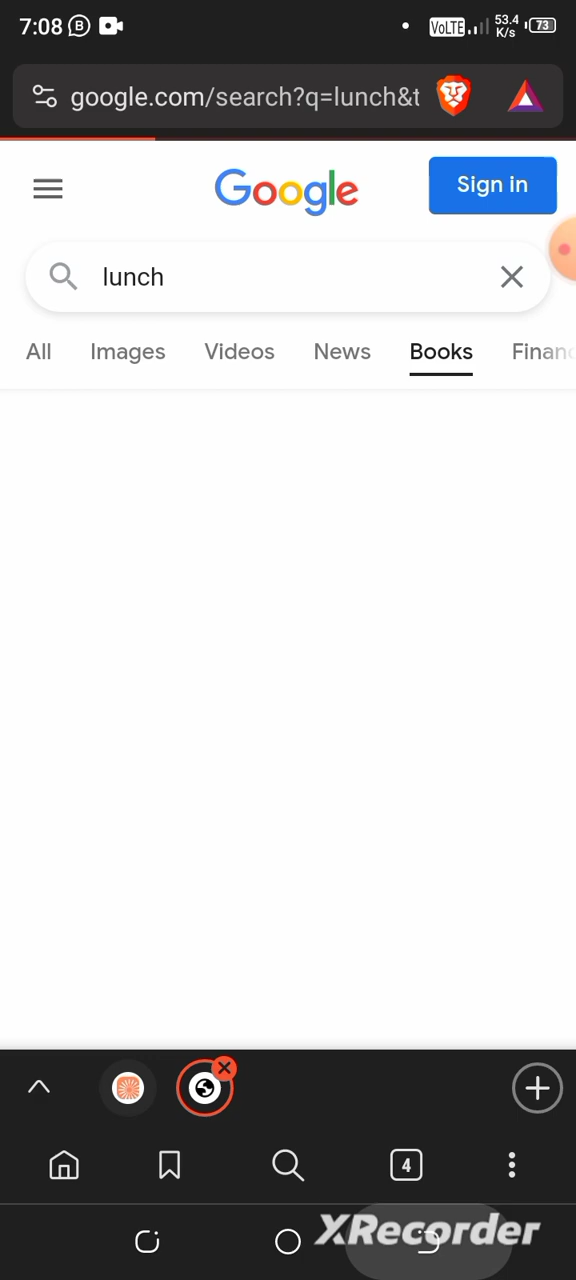 7:08 VoLTE 53.4 K/s 73
google.com/search?q=lunch&t
Google
Sign in
lunch
All Images Videos News Books Financ
4
XRecorder